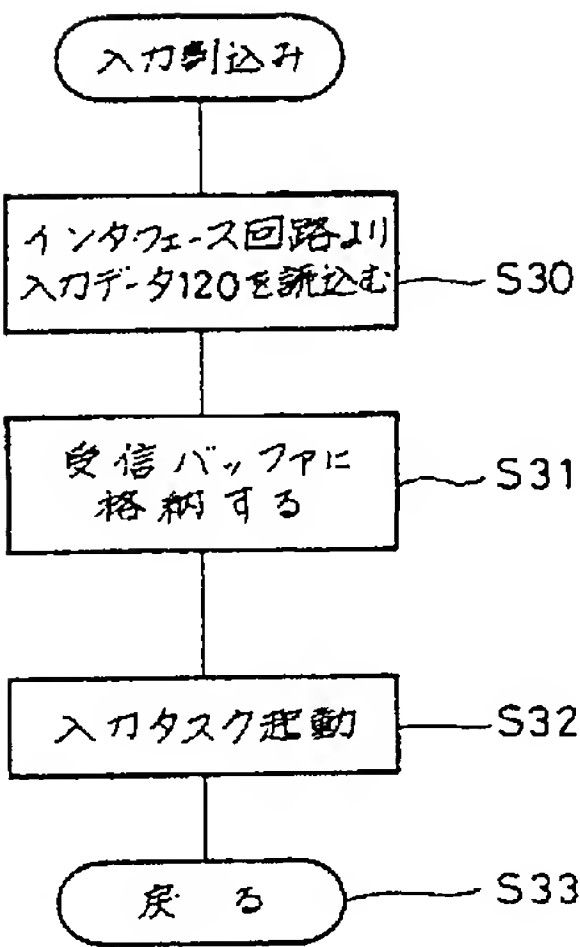 入力割込み
インタフェース回路より
入力データ120を読込む
S30
受信バッファに
格納する
S31
入力タスク起動
S32
戻る
S33